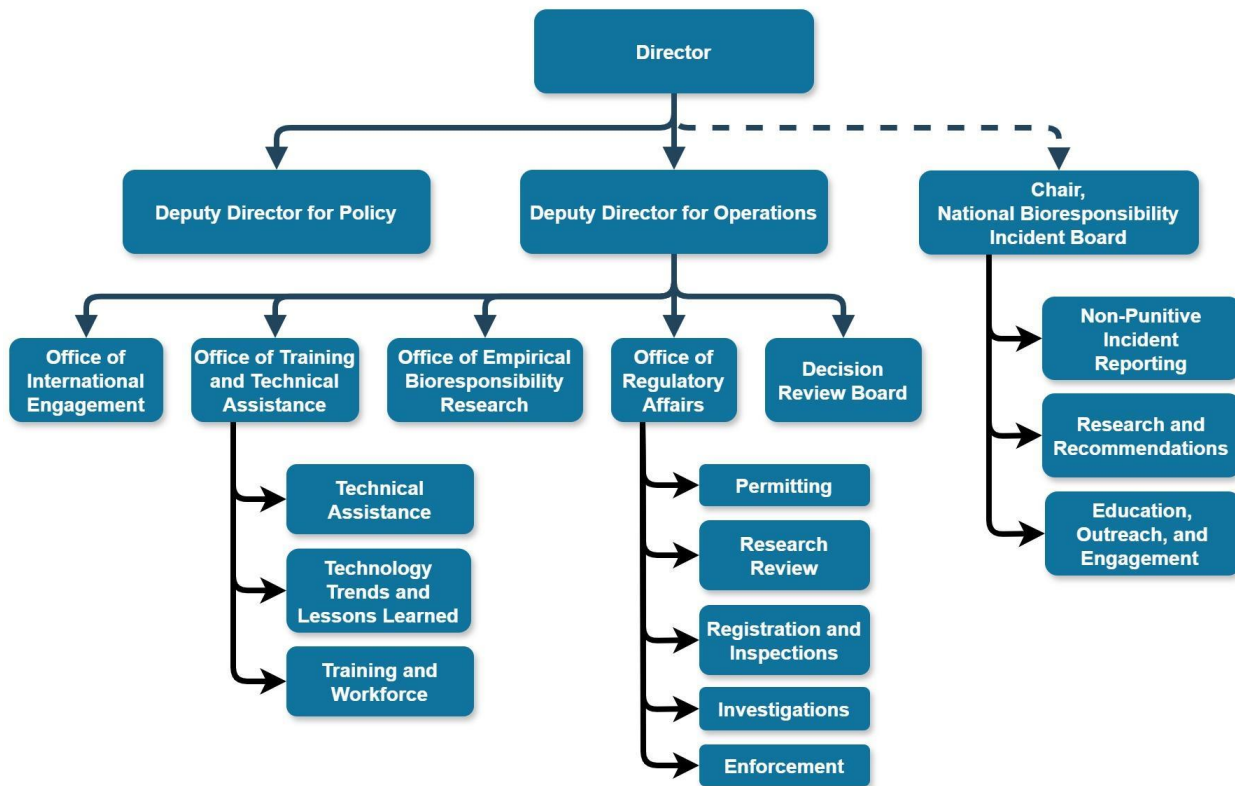 Director
Deputy Director for Policy
Deputy Director for Operations
Chair,
National Bioresponsibility
Incident Board
Office of
International
Engagement
Office of Training
and Technical
Assistance
Office of Empirical
Bioresponsibility
Research
Office of
Regulatory
Affairs
Decision
Review Board
Non-Punitive
Incident
Reporting
Research and
Recommendations
Education,
Outreach, and
Engagement
Technical
Assistance
Technology
Trends and
Lessons Learned
Training and
Workforce
Permitting
Research
Review
Registration and
Inspections
Investigations
Enforcement